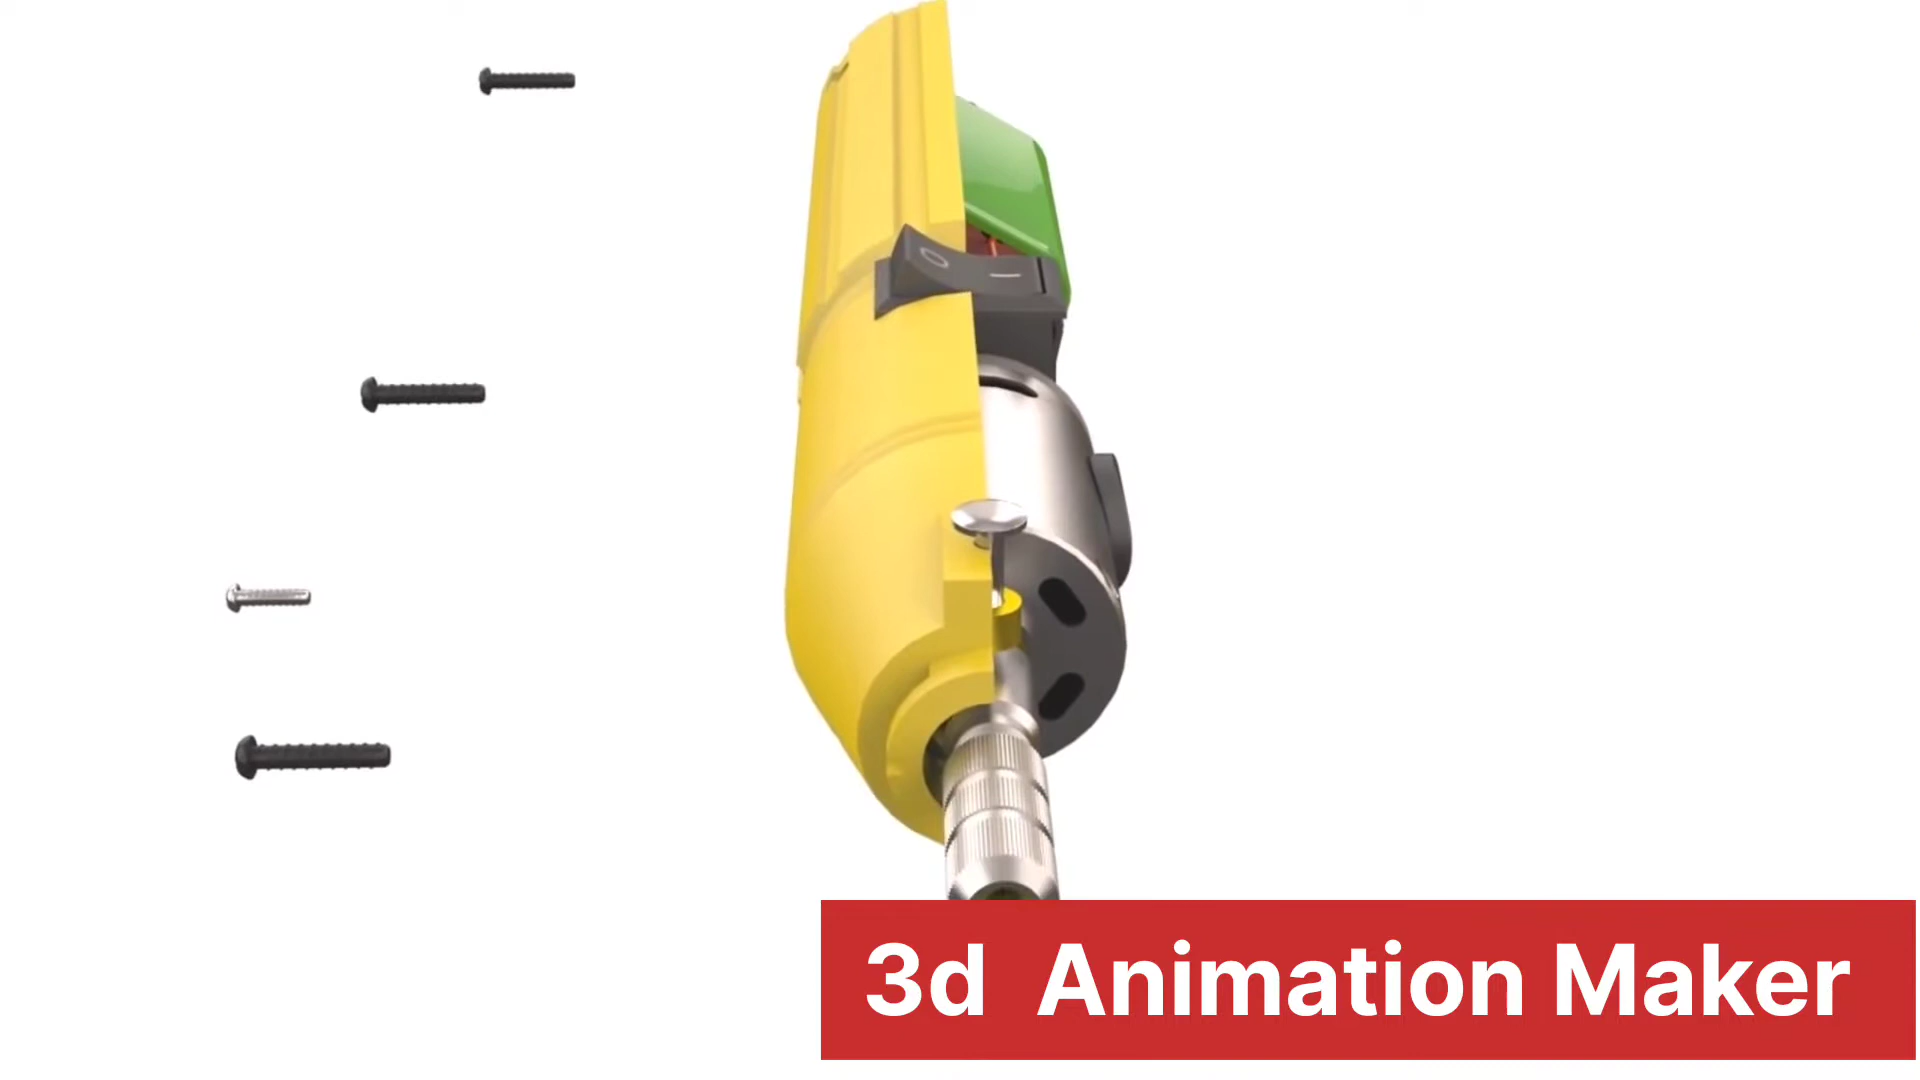 O —
3d  Animation Maker